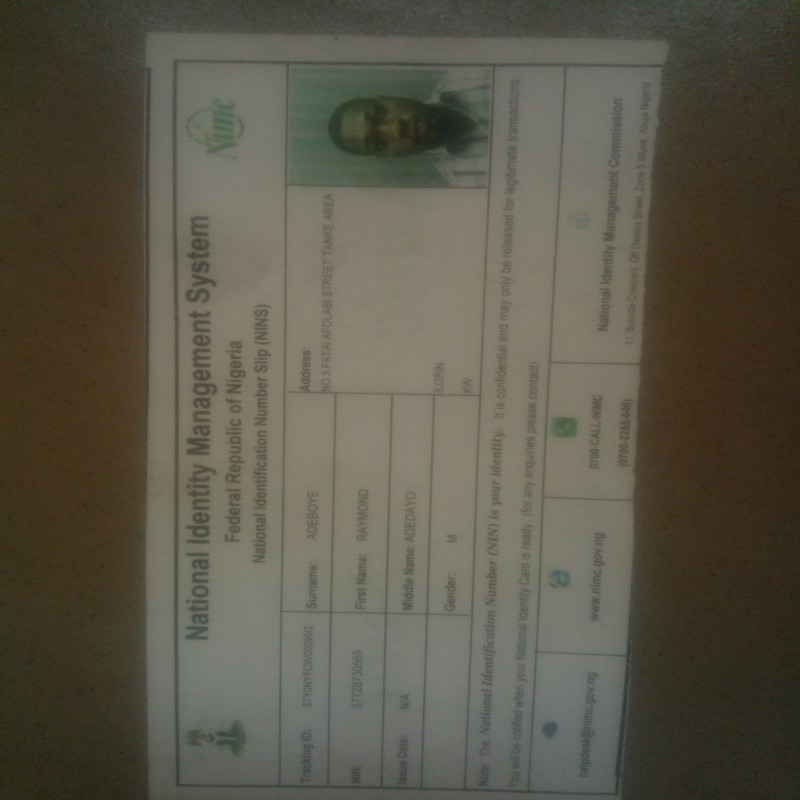 National Identity Management System
Federal Republic of Nigeria
National Identification Number Slip (NINS)
Nimc
Tracking ID:
Surname: ADEBOYE
Address:
NO 3 FATAI AFOLABI STREET TANKE AREA
NIN:
First Name: RAYMOND
Issue Date: N/A
Middle Name: ADEDAYO
Gender: M
ILORIN
KW
Note: The National Identification Number (NIN) is your identity. It is confidential and may only be released for legitimate transactions.
You will be notified when your National Identity Card is ready (for any enquiries please contact)
helpdesk@nimc.gov.ng
www.nimc.gov.ng
0700-CALL-NIMC
(0700-2255-646)
National Identity Management Commission
11, Sokode Crescent, Off Dalaba Street, Zone 5 Wuse, Abuja Nigeria